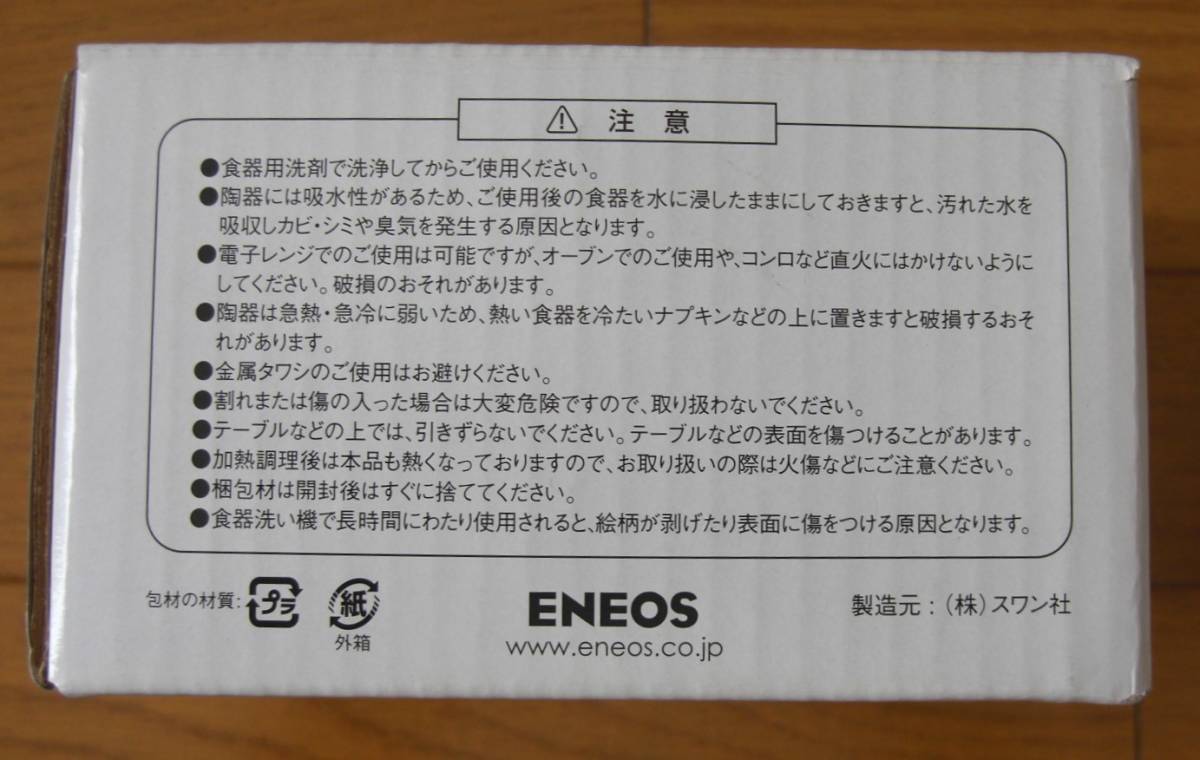 ⚠ 注意
●食器用洗剤で洗浄してからご使用ください。
●陶器には吸水性があるため、ご使用後の食器を水に浸したままにしておきますと、汚れた水を
吸収しカビ・シミや臭気を発生する原因となります。
●電子レンジでのご使用は可能ですが、オーブンでのご使用や、コンロなど直火にはかけないように
してください。破損のおそれがあります。
●陶器は急熱・急冷に弱いため、熱い食器を冷たいナプキンなどの上に置きますと破損するおそ
れがあります。
●金属タワシのご使用はお避けください。
●割れまたは傷の入った場合は大変危険ですので、取り扱わないでください。
●テーブルなどの上では、引きずらないでください。テーブルなどの表面を傷つけることがあります。
●加熱調理後は本品も熱くなっておりますので、お取り扱いの際は火傷などにご注意ください。
●梱包材は開封後はすぐに捨ててください。
●食器洗い機で長時間にわたり使用されると、絵柄が剥げたり表面に傷をつける原因となります。
包材の材質: プラ 紙
外箱
ENEOS
www.eneos.co.jp
製造元：（株）スワン社